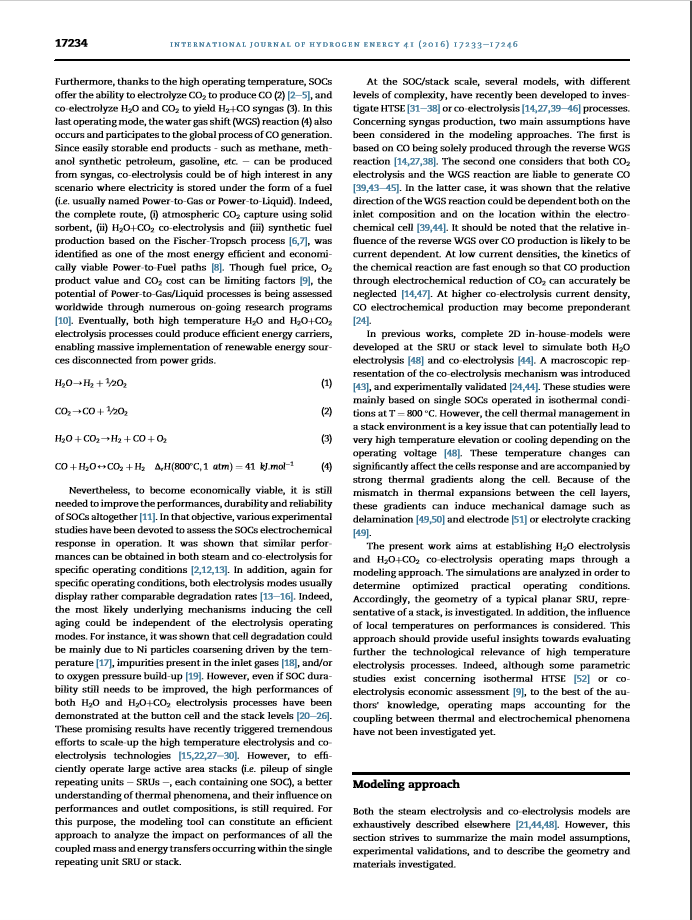 17234
INTERNATIONAL JOURNAL OF HYDROGEN ENERGY 41 (2016) 17233–17246
Furthermore, thanks to the high operating temperature, SOCs
offer the ability to electrolyze CO₂ to produce CO (2) [2–5], and
co-electrolyze H₂O and CO₂ to yield H₂+CO syngas (3). In this
last operating mode, the water gas shift (WGS) reaction (4) also
occurs and participates to the global process of CO generation.
Since easily storable end products - such as methane, meth-
anol synthetic petroleum, gasoline, etc. – can be produced
from syngas, co-electrolysis could be of high interest in any
scenario where electricity is stored under the form of a fuel
(i.e. usually named Power-to-Gas or Power-to-Liquid). Indeed,
the complete route, (i) atmospheric CO₂ capture using solid
sorbent, (ii) H₂O+CO₂ co-electrolysis and (iii) synthetic fuel
production based on the Fischer-Tropsch process [6,7], was
identified as one of the most energy efficient and economi-
cally viable Power-to-Fuel paths [8]. Though fuel price, O₂
product value and CO₂ cost can be limiting factors [9], the
potential of Power-to-Gas/Liquid processes is being assessed
worldwide through numerous on-going research programs
[10]. Eventually, both high temperature H₂O and H₂O+CO₂
electrolysis processes could produce efficient energy carriers,
enabling massive implementation of renewable energy sour-
ces disconnected from power grids.
H₂O→H₂ + ½O₂ (1)
CO₂→CO + ½O₂ (2)
H₂O + CO₂→H₂ + CO + O₂ (3)
CO + H₂O↔CO₂ + H₂ ΔᵣH(800°C, 1 atm) = 41 kJ.mol⁻¹ (4)
Nevertheless, to become economically viable, it is still
needed to improve the performances, durability and reliability
of SOCs altogether [11]. In that objective, various experimental
studies have been devoted to assess the SOCs electrochemical
response in operation. It was shown that similar perfor-
mances can be obtained in both steam and co-electrolysis for
specific operating conditions [2,12,13]. In addition, again for
specific operating conditions, both electrolysis modes usually
display rather comparable degradation rates [13–16]. Indeed,
the most likely underlying mechanisms inducing the cell
aging could be independent of the electrolysis operating
modes. For instance, it was shown that cell degradation could
be mainly due to Ni particles coarsening driven by the tem-
perature [17], impurities present in the inlet gases [18], and/or
to oxygen pressure build-up [19]. However, even if SOC dura-
bility still needs to be improved, the high performances of
both H₂O and H₂O+CO₂ electrolysis processes have been
demonstrated at the button cell and the stack levels [20–26].
These promising results have recently triggered tremendous
efforts to scale-up the high temperature electrolysis and co-
electrolysis technologies [15,22,27–30]. However, to effi-
ciently operate large active area stacks (i.e. pileup of single
repeating units – SRUs –, each containing one SOC), a better
understanding of thermal phenomena, and their influence on
performances and outlet compositions, is still required. For
this purpose, the modeling tool can constitute an efficient
approach to analyze the impact on performances of all the
coupled mass and energy transfers occurring within the single
repeating unit SRU or stack.
At the SOC/stack scale, several models, with different
levels of complexity, have recently been developed to inves-
tigate HTSE [31–38] or co-electrolysis [14,27,39–46] processes.
Concerning syngas production, two main assumptions have
been considered in the modeling approaches. The first is
based on CO being solely produced through the reverse WGS
reaction [14,27,38]. The second one considers that both CO₂
electrolysis and the WGS reaction are liable to generate CO
[39,43–45]. In the latter case, it was shown that the relative
direction of the WGS reaction could be dependent both on the
inlet composition and on the location within the electro-
chemical cell [39,44]. It should be noted that the relative in-
fluence of the reverse WGS over CO production is likely to be
current dependent. At low current densities, the kinetics of
the chemical reaction are fast enough so that CO production
through electrochemical reduction of CO₂ can accurately be
neglected [14,47]. At higher co-electrolysis current density,
CO electrochemical production may become preponderant
[24].
In previous works, complete 2D in-house-models were
developed at the SRU or stack level to simulate both H₂O
electrolysis [48] and co-electrolysis [44]. A macroscopic rep-
resentation of the co-electrolysis mechanism was introduced
[43], and experimentally validated [24,44]. These studies were
mainly based on single SOCs operated in isothermal condi-
tions at T = 800 °C. However, the cell thermal management in
a stack environment is a key issue that can potentially lead to
very high temperature elevation or cooling depending on the
operating voltage [48]. These temperature changes can
significantly affect the cells response and are accompanied by
strong thermal gradients along the cell. Because of the
mismatch in thermal expansions between the cell layers,
these gradients can induce mechanical damage such as
delamination [49,50] and electrode [51] or electrolyte cracking
[49].
The present work aims at establishing H₂O electrolysis
and H₂O+CO₂ co-electrolysis operating maps through a
modeling approach. The simulations are analyzed in order to
determine optimized practical operating conditions.
Accordingly, the geometry of a typical planar SRU, repre-
sentative of a stack, is investigated. In addition, the influence
of local temperatures on performances is considered. This
approach should provide useful insights towards evaluating
further the technological relevance of high temperature
electrolysis processes. Indeed, although some parametric
studies exist concerning isothermal HTSE [52] or co-
electrolysis economic assessment [9], to the best of the au-
thors' knowledge, operating maps accounting for the
coupling between thermal and electrochemical phenomena
have not been investigated yet.
Modeling approach
Both the steam electrolysis and co-electrolysis models are
exhaustively described elsewhere [21,44,48]. However, this
section strives to summarize the main model assumptions,
experimental validations, and to describe the geometry and
materials investigated.